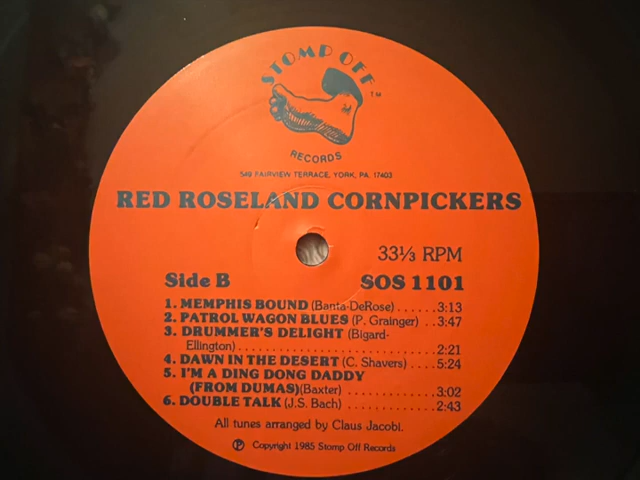 STOMP OFF
TM
RECORDS
549 FAIRVIEW TERRACE, YORK, PA. 17403
RED ROSELAND CORNPICKERS
33⅓ RPM
Side B SOS 1101
1. MEMPHIS BOUND (Banta-DeRose) . . . . . . 3:13
2. PATROL WAGON BLUES (P. Grainger) . . 3:47
3. DRUMMER'S DELIGHT (Bigard-
Ellington) . . . . . . . . . . . . . . . . . . . . . . . . . . . . . . 2:21
4. DAWN IN THE DESERT (C. Shavers) . . . . 5:24
5. I'M A DING DONG DADDY
(FROM DUMAS)(Baxter) . . . . . . . . . . . . . . . . 3:02
6. DOUBLE TALK (J.S. Bach) . . . . . . . . . . . . . . . 2:43
All tunes arranged by Claus Jacobi.
℗ Copyright 1985 Stomp Off Records